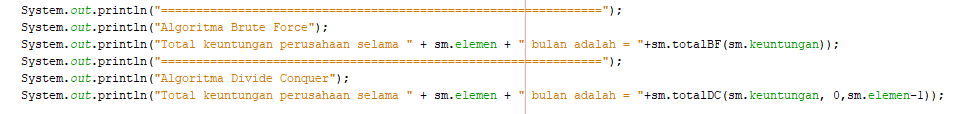 System.out.println("===============================================================");
System.out.println("Algoritma Brute Force");
System.out.println("Total keuntungan perusahaan selama " + sm.elemen + " bulan adalah = "+sm.totalBF(sm.keuntungan));
System.out.println("===============================================================");
System.out.println("Algoritma Divide Conquer");
System.out.println("Total keuntungan perusahaan selama " + sm.elemen + " bulan adalah = "+sm.totalDC(sm.keuntungan, 0,sm.elemen-1));